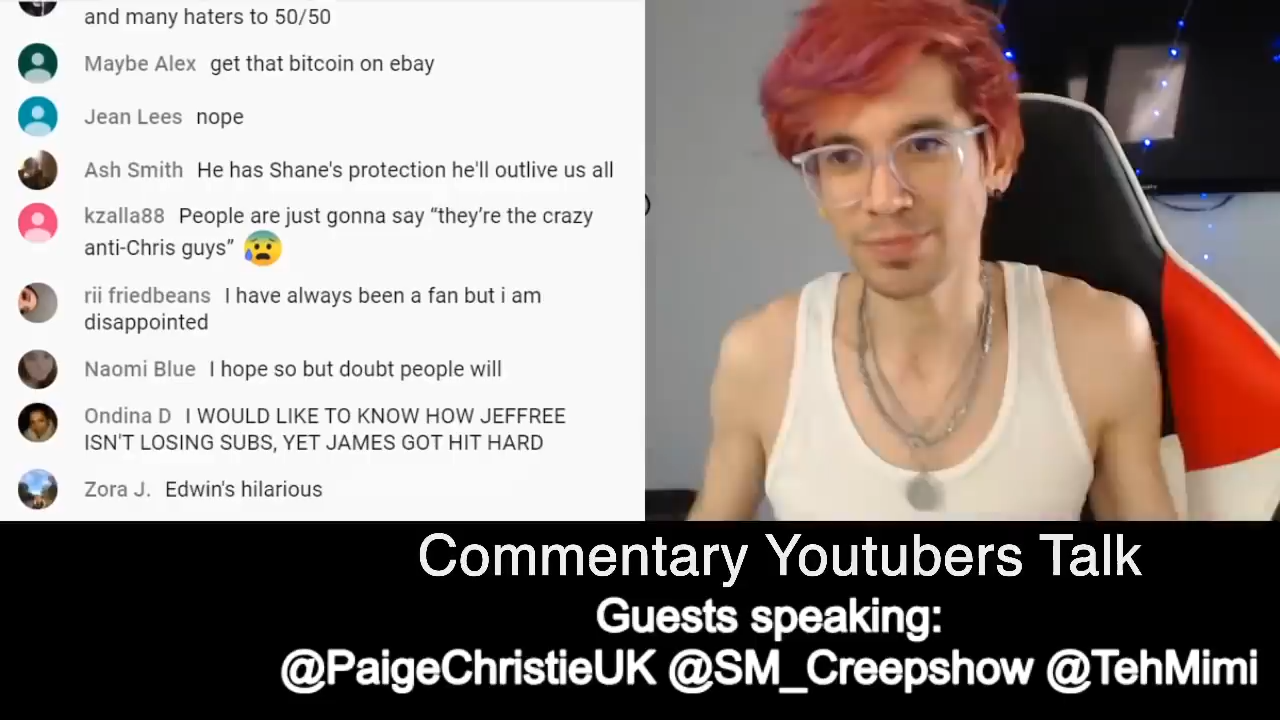 and many haters to 50/50
Maybe Alex get that bitcoin on ebay
Jean Lees nope
Ash Smith He has Shane's protection he'll outlive us all
kzalla88 People are just gonna say “they’re the crazy
anti-Chris guys” 😰
rii friedbeans I have always been a fan but i am
disappointed
Naomi Blue I hope so but doubt people will
Ondina D I WOULD LIKE TO KNOW HOW JEFFREE
ISN'T LOSING SUBS, YET JAMES GOT HIT HARD
Zora J. Edwin's hilarious
Commentary Youtubers Talk
Guests speaking:
@PaigeChristieUK @SM_Creepshow @TehMimi